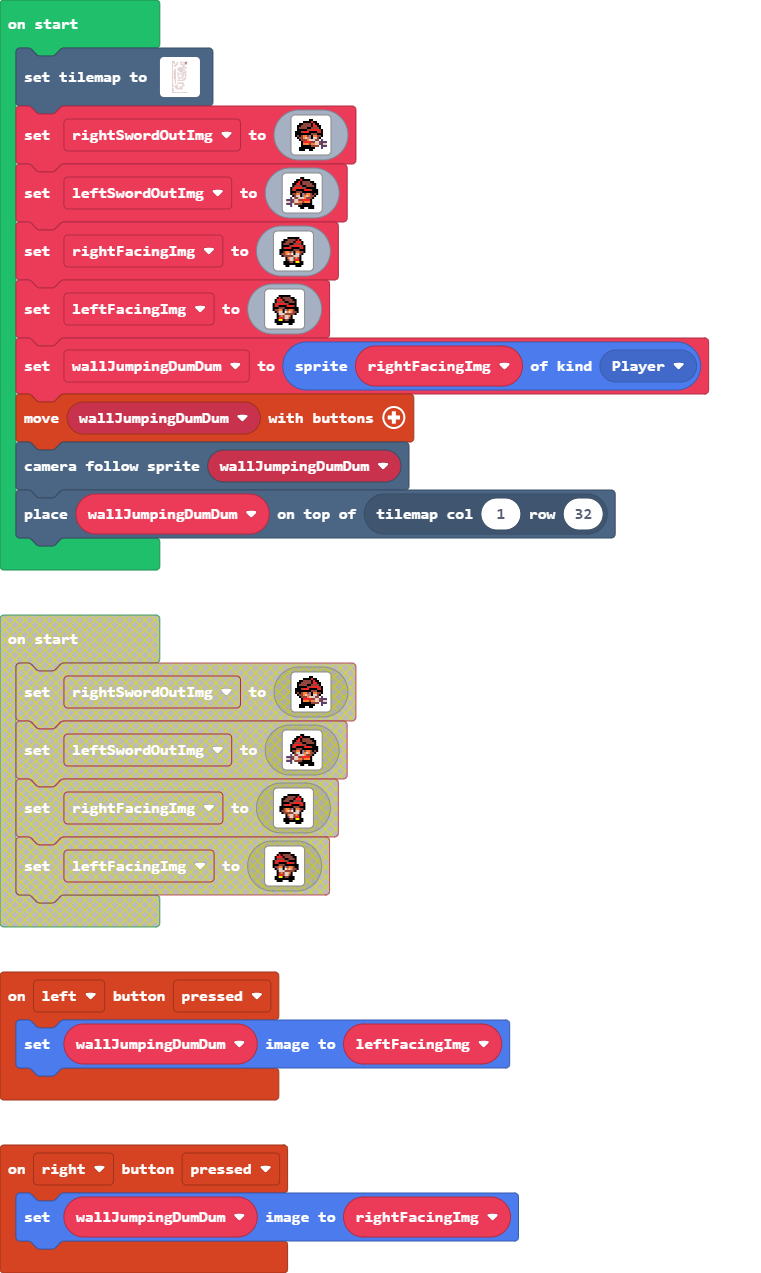 on start
set tilemap to
set rightSwordOutImg to
set leftSwordOutImg to
set rightFacingImg to
set leftFacingImg to
set wallJumpingDumDum to sprite rightFacingImg of kind Player
move wallJumpingDumDum with buttons
camera follow sprite wallJumpingDumDum
place wallJumpingDumDum on top of tilemap col 1 row 32
on start
set rightSwordOutImg to
set leftSwordOutImg to
set rightFacingImg to
set leftFacingImg to
on left button pressed
set wallJumpingDumDum image to leftFacingImg
on right button pressed
set wallJumpingDumDum image to rightFacingImg